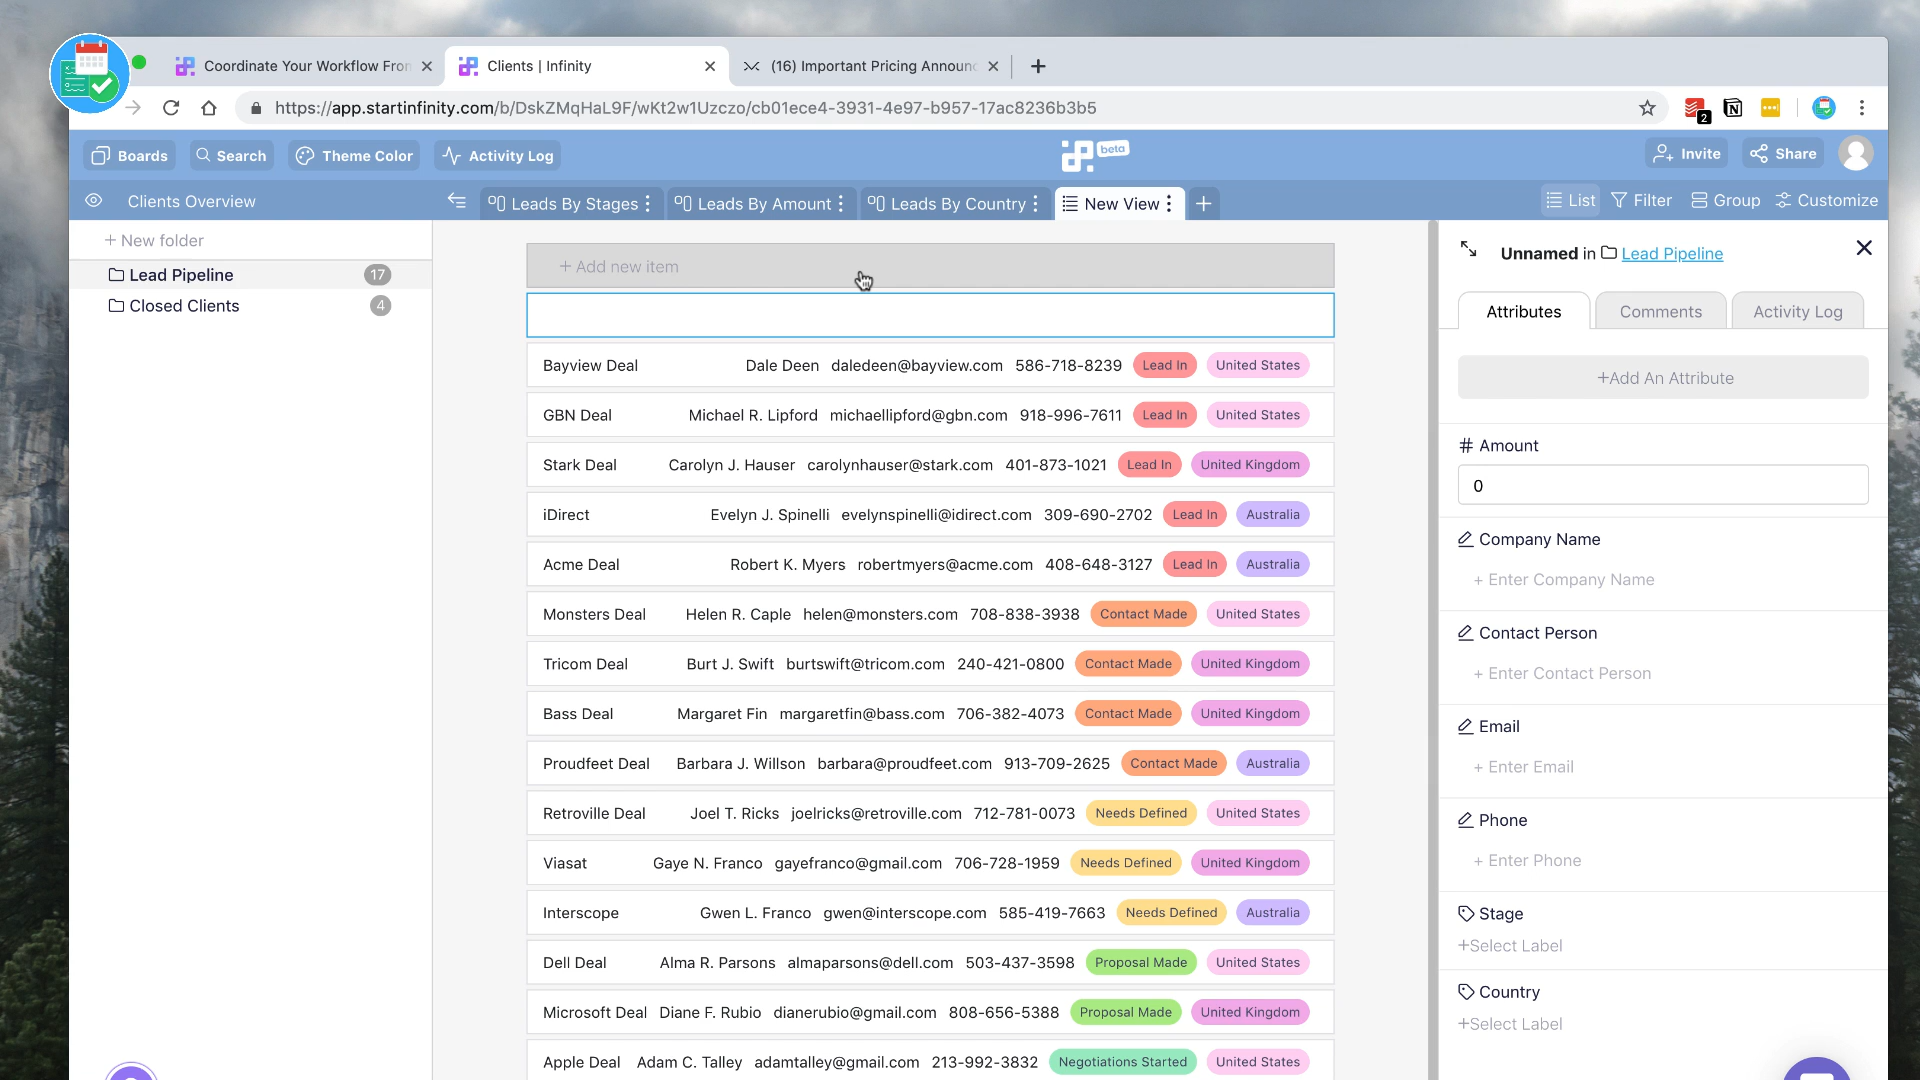 Coordinate Your Workflow Fron
Clients | Infinity
(16) Important Pricing Announc
https://app.startinfinity.com/b/DskZMqHaL9F/wKt2w1Uzczo/cb01ece4-3931-4e97-b957-17ac8236b3b5
2
Boards
Search
Theme Color
Activity Log
beta
Invite
Share
Clients Overview
Leads By Stages
Leads By Amount
Leads By Country
New View
List
Filter
Group
Customize
+ New folder
Lead Pipeline 17
Closed Clients 4
+ Add new item
Bayview Deal Dale Deen daledeen@bayview.com 586-718-8239 Lead In United States
GBN Deal Michael R. Lipford michaellipford@gbn.com 918-996-7611 Lead In United States
Stark Deal Carolyn J. Hauser carolynhauser@stark.com 401-873-1021 Lead In United Kingdom
iDirect Evelyn J. Spinelli evelynspinelli@idirect.com 309-690-2702 Lead In Australia
Acme Deal Robert K. Myers robertmyers@acme.com 408-648-3127 Lead In Australia
Monsters Deal Helen R. Caple helen@monsters.com 708-838-3938 Contact Made United States
Tricom Deal Burt J. Swift burtswift@tricom.com 240-421-0800 Contact Made United Kingdom
Bass Deal Margaret Fin margaretfin@bass.com 706-382-4073 Contact Made United Kingdom
Proudfeet Deal Barbara J. Willson barbara@proudfeet.com 913-709-2625 Contact Made Australia
Retroville Deal Joel T. Ricks joelricks@retroville.com 712-781-0073 Needs Defined United States
Viasat Gaye N. Franco gayefranco@gmail.com 706-728-1959 Needs Defined United Kingdom
Interscope Gwen L. Franco gwen@interscope.com 585-419-7663 Needs Defined Australia
Dell Deal Alma R. Parsons almaparsons@dell.com 503-437-3598 Proposal Made United States
Microsoft Deal Diane F. Rubio dianerubio@gmail.com 808-656-5388 Proposal Made United Kingdom
Apple Deal Adam C. Talley adamtalley@gmail.com 213-992-3832 Negotiations Started United States
Unnamed in Lead Pipeline
Attributes
Comments
Activity Log
+Add An Attribute
# Amount
0
Company Name
+ Enter Company Name
Contact Person
+ Enter Contact Person
Email
+ Enter Email
Phone
+ Enter Phone
Stage
+Select Label
Country
+Select Label